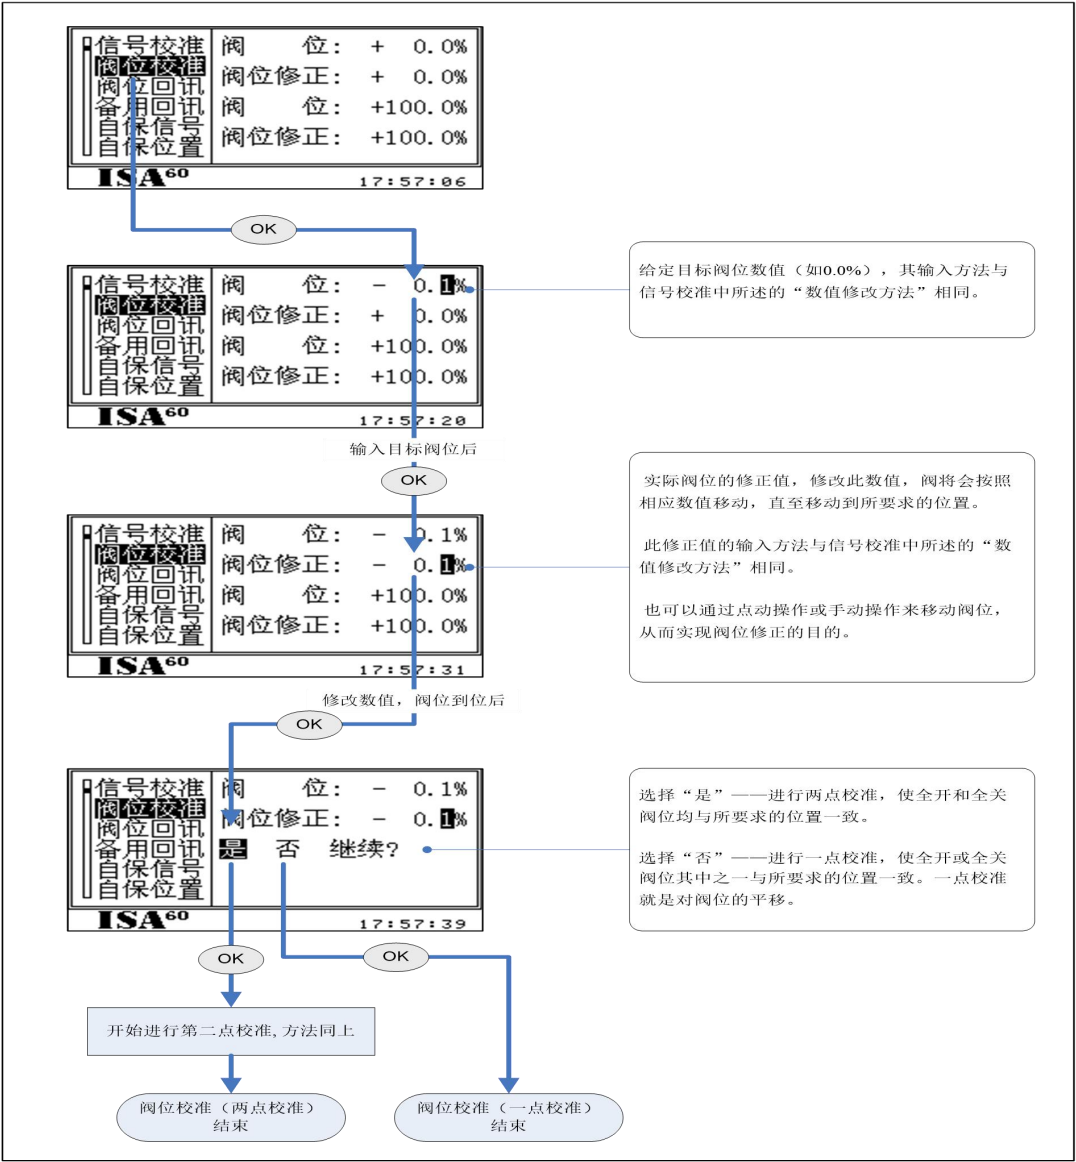 信号校准 阀 位: + 0.0%
阀位校准 阀位修正: + 0.0%
阀位回讯
备用回讯 阀 位: +100.0%
自保信号 阀位修正: +100.0%
自保位置
ISA60 17:57:06
OK
信号校准 阀 位: - 0.1%
阀位校准 阀位修正: + 0.0%
阀位回讯
备用回讯 阀 位: +100.0%
自保信号 阀位修正: +100.0%
自保位置
ISA60 17:57:20
给定目标阀位数值（如0.0%），其输入方法与
信号校准中所述的“数值修改方法”相同。
输入目标阀位后
OK
信号校准 阀 位: - 0.1%
阀位校准 阀位修正: - 0.1%
阀位回讯
备用回讯 阀 位: +100.0%
自保信号 阀位修正: +100.0%
自保位置
ISA60 17:57:31
实际阀位的修正值，修改此数值，阀将会按照
相应数值移动，直至移动到所要求的位置。
此修正值的输入方法与信号校准中所述的“数
值修改方法”相同。
也可以通过点动操作或手动操作来移动阀位，
从而实现阀位修正的目的。
修改数值，阀位到位后
OK
信号校准 阀 位: - 0.1%
阀位校准 阀位修正: - 0.1%
阀位回讯
备用回讯 是 否 继续?
自保信号
自保位置
ISA60 17:57:39
选择“是”——进行两点校准，使全开和全关
阀位均与所要求的位置一致。
选择“否”——进行一点校准，使全开或全关
阀位其中之一与所要求的位置一致。一点校准
就是对阀位的平移。
OK
OK
开始进行第二点校准,方法同上
阀位校准（两点校准）
结束
阀位校准（一点校准）
结束